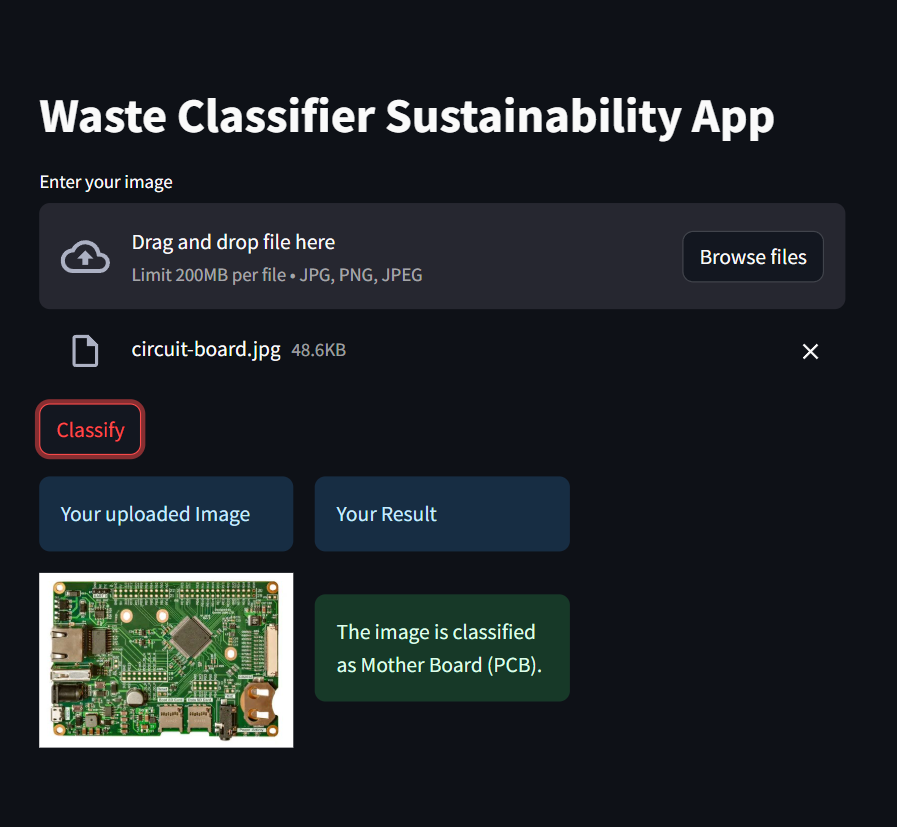 Waste Classifier Sustainability App
Enter your image
Drag and drop file here
Limit 200MB per file • JPG, PNG, JPEG
Browse files
circuit-board.jpg 48.6KB
Classify
Your uploaded Image
Your Result
The image is classified
as Mother Board (PCB).